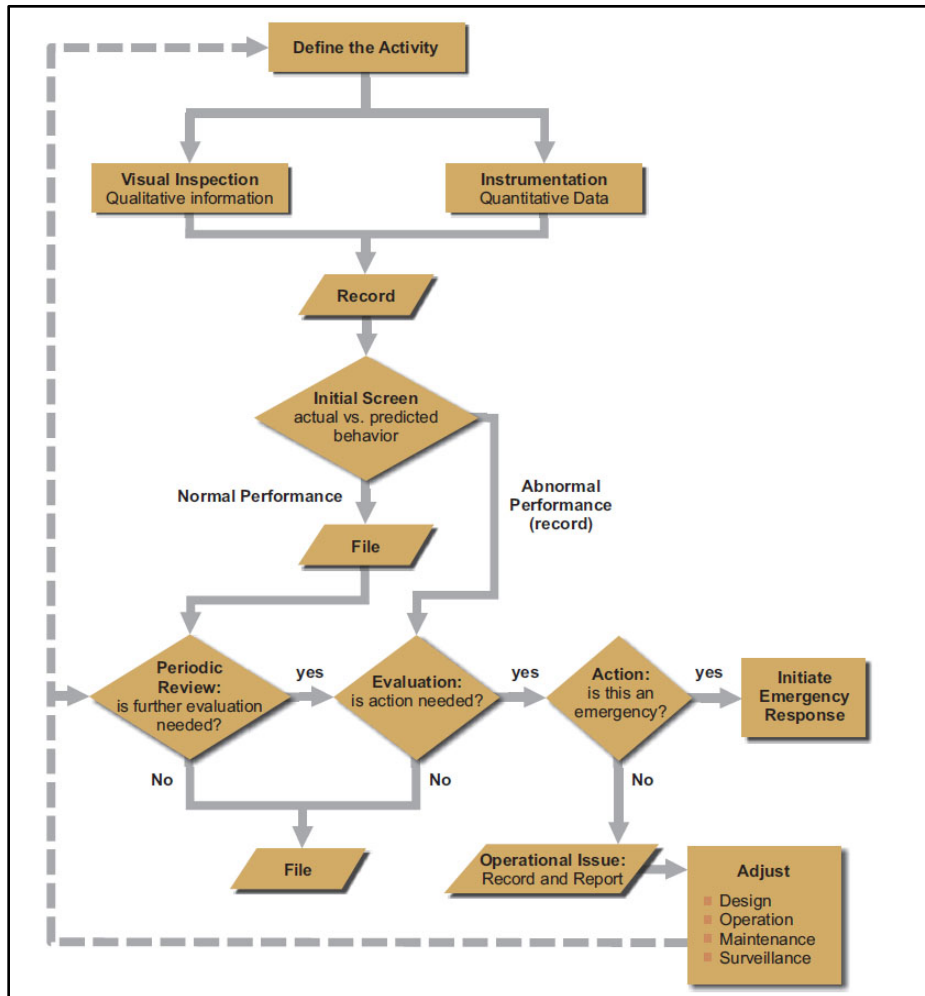 Define the Activity
Visual Inspection
Qualitative information
Instrumentation
Quantitative Data
Record
Initial Screen
actual vs. predicted
behavior
Normal Performance
Abnormal
Performance
(record)
File
Periodic
Review:
is further evaluation
needed?
yes
Evaluation:
is action needed?
yes
Action:
is this an
emergency?
yes
Initiate
Emergency
Response
No
No
No
File
Operational Issue:
Record and Report
Adjust
Design
Operation
Maintenance
Surveillance